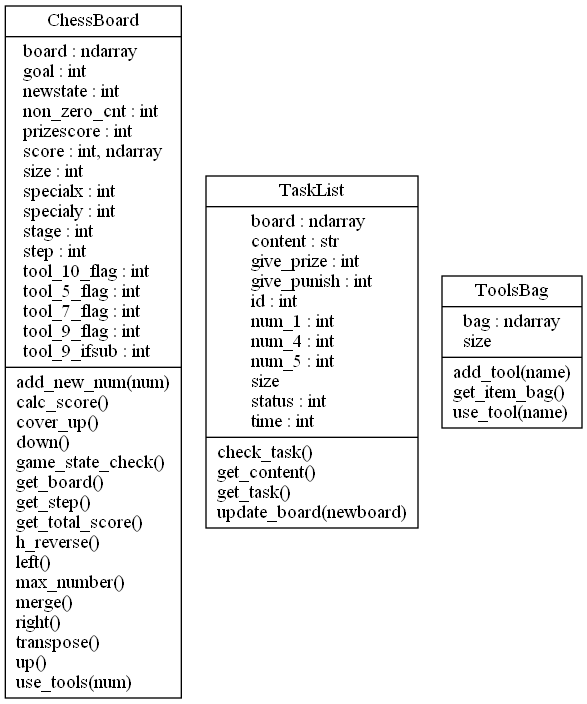 ChessBoard
board : ndarray
goal : int
newstate : int
non_zero_cnt : int
prizescore : int
score : int, ndarray
size : int
specialx : int
specialy : int
stage : int
step : int
tool_10_flag : int
tool_5_flag : int
tool_7_flag : int
tool_9_flag : int
tool_9_ifsub : int
add_new_num(num)
calc_score()
cover_up()
down()
game_state_check()
get_board()
get_step()
get_total_score()
h_reverse()
left()
max_number()
merge()
right()
transpose()
up()
use_tools(num)
TaskList
board : ndarray
content : str
give_prize : int
give_punish : int
id : int
num_1 : int
num_4 : int
num_5 : int
size
status : int
time : int
check_task()
get_content()
get_task()
update_board(newboard)
ToolsBag
bag : ndarray
size
add_tool(name)
get_item_bag()
use_tool(name)